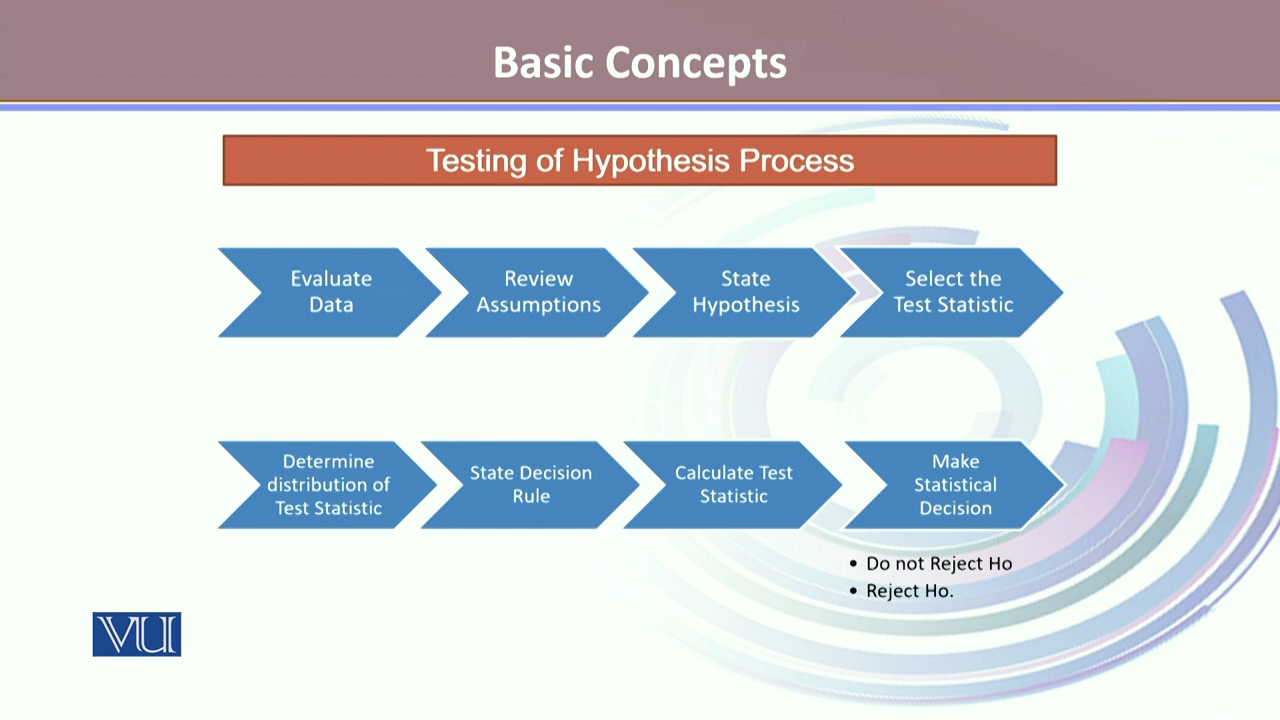 Basic Concepts
Testing of Hypothesis Process
Evaluate
Data
Review
Assumptions
State
Hypothesis
Select the
Test Statistic
Determine
distribution of
Test Statistic
State Decision
Rule
Calculate Test
Statistic
Make
Statistical
Decision
• Do not Reject Ho
• Reject Ho.
VU